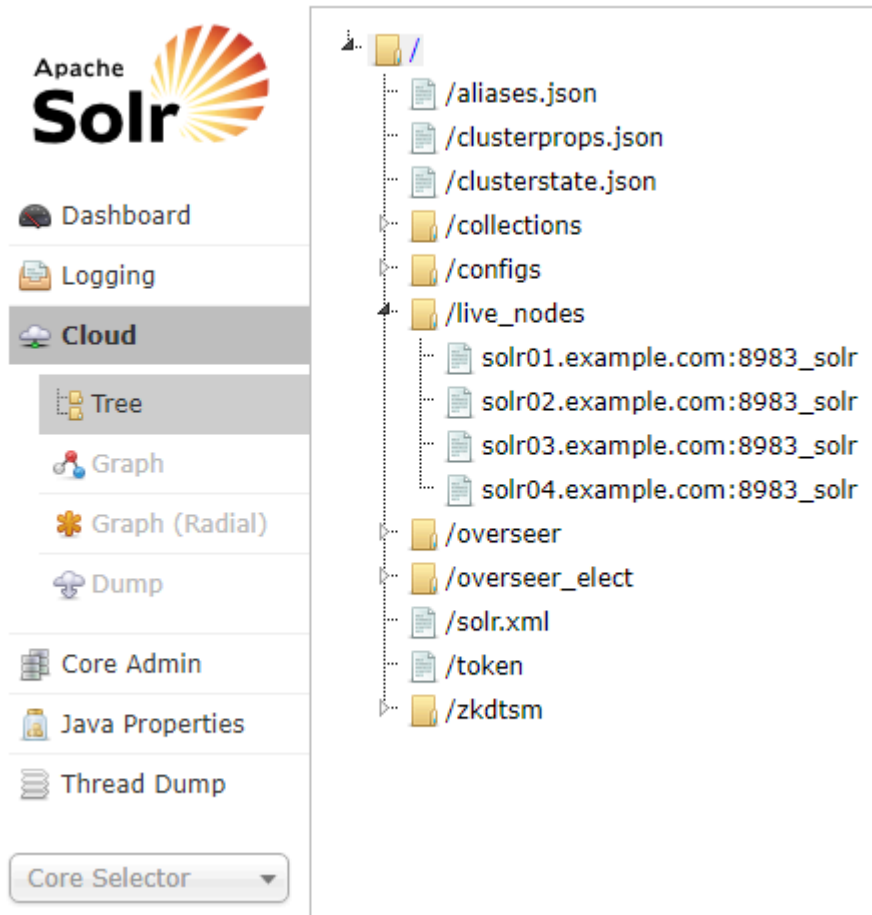 Apache
Solr
Dashboard
Logging
Cloud
Tree
Graph
Graph (Radial)
Dump
Core Admin
Java Properties
Thread Dump
Core Selector
/
/aliases.json
/clusterprops.json
/clusterstate.json
/collections
/configs
/live_nodes
solr01.example.com:8983_solr
solr02.example.com:8983_solr
solr03.example.com:8983_solr
solr04.example.com:8983_solr
/overseer
/overseer_elect
/solr.xml
/token
/zkdtsm